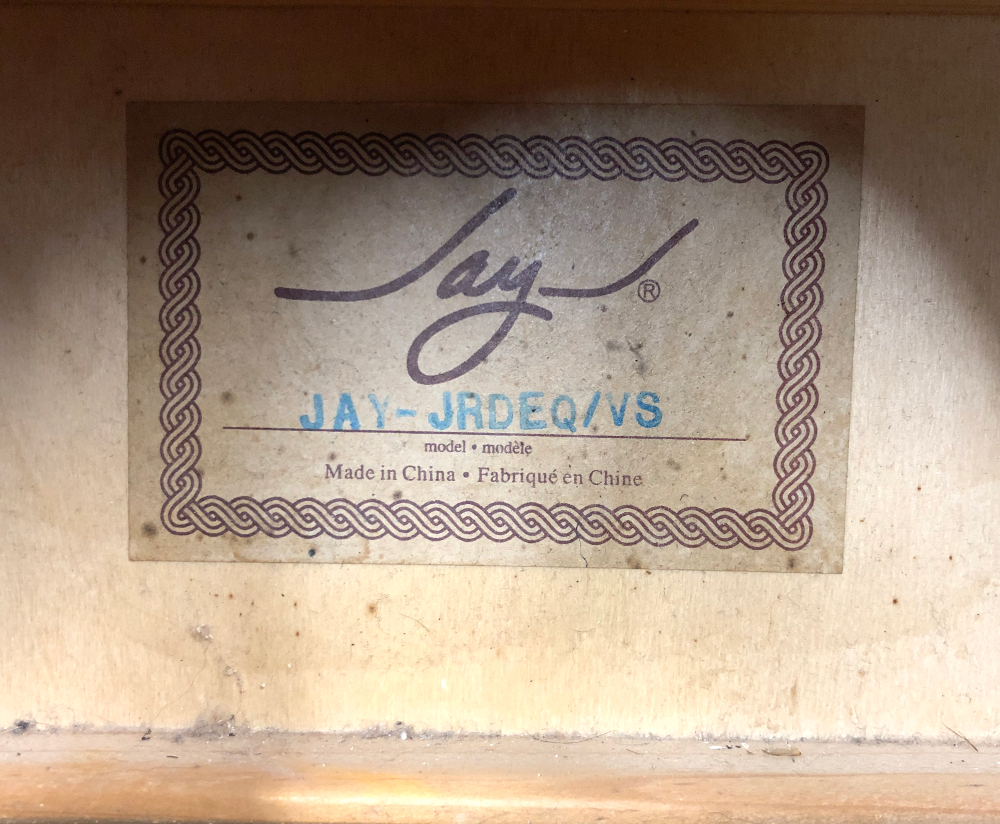 Jay®
JAY-JRDEQ/VS
model • modèle
Made in China • Fabriqué en Chine